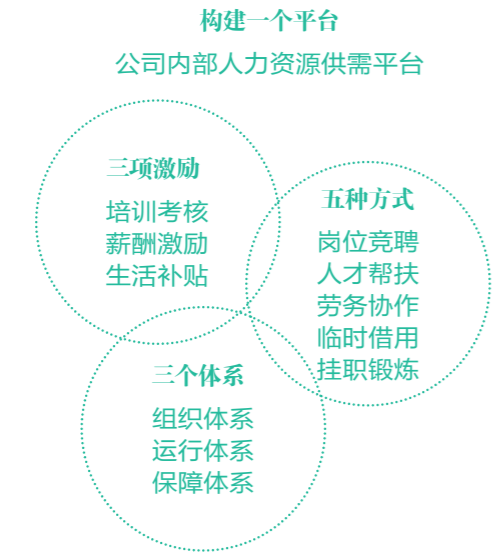 构建一个平台
公司内部人力资源供需平台
三项激励
培训考核
薪酬激励
生活补贴
五种方式
岗位竞聘
人才帮扶
劳务协作
临时借用
挂职锻炼
三个体系
组织体系
运行体系
保障体系